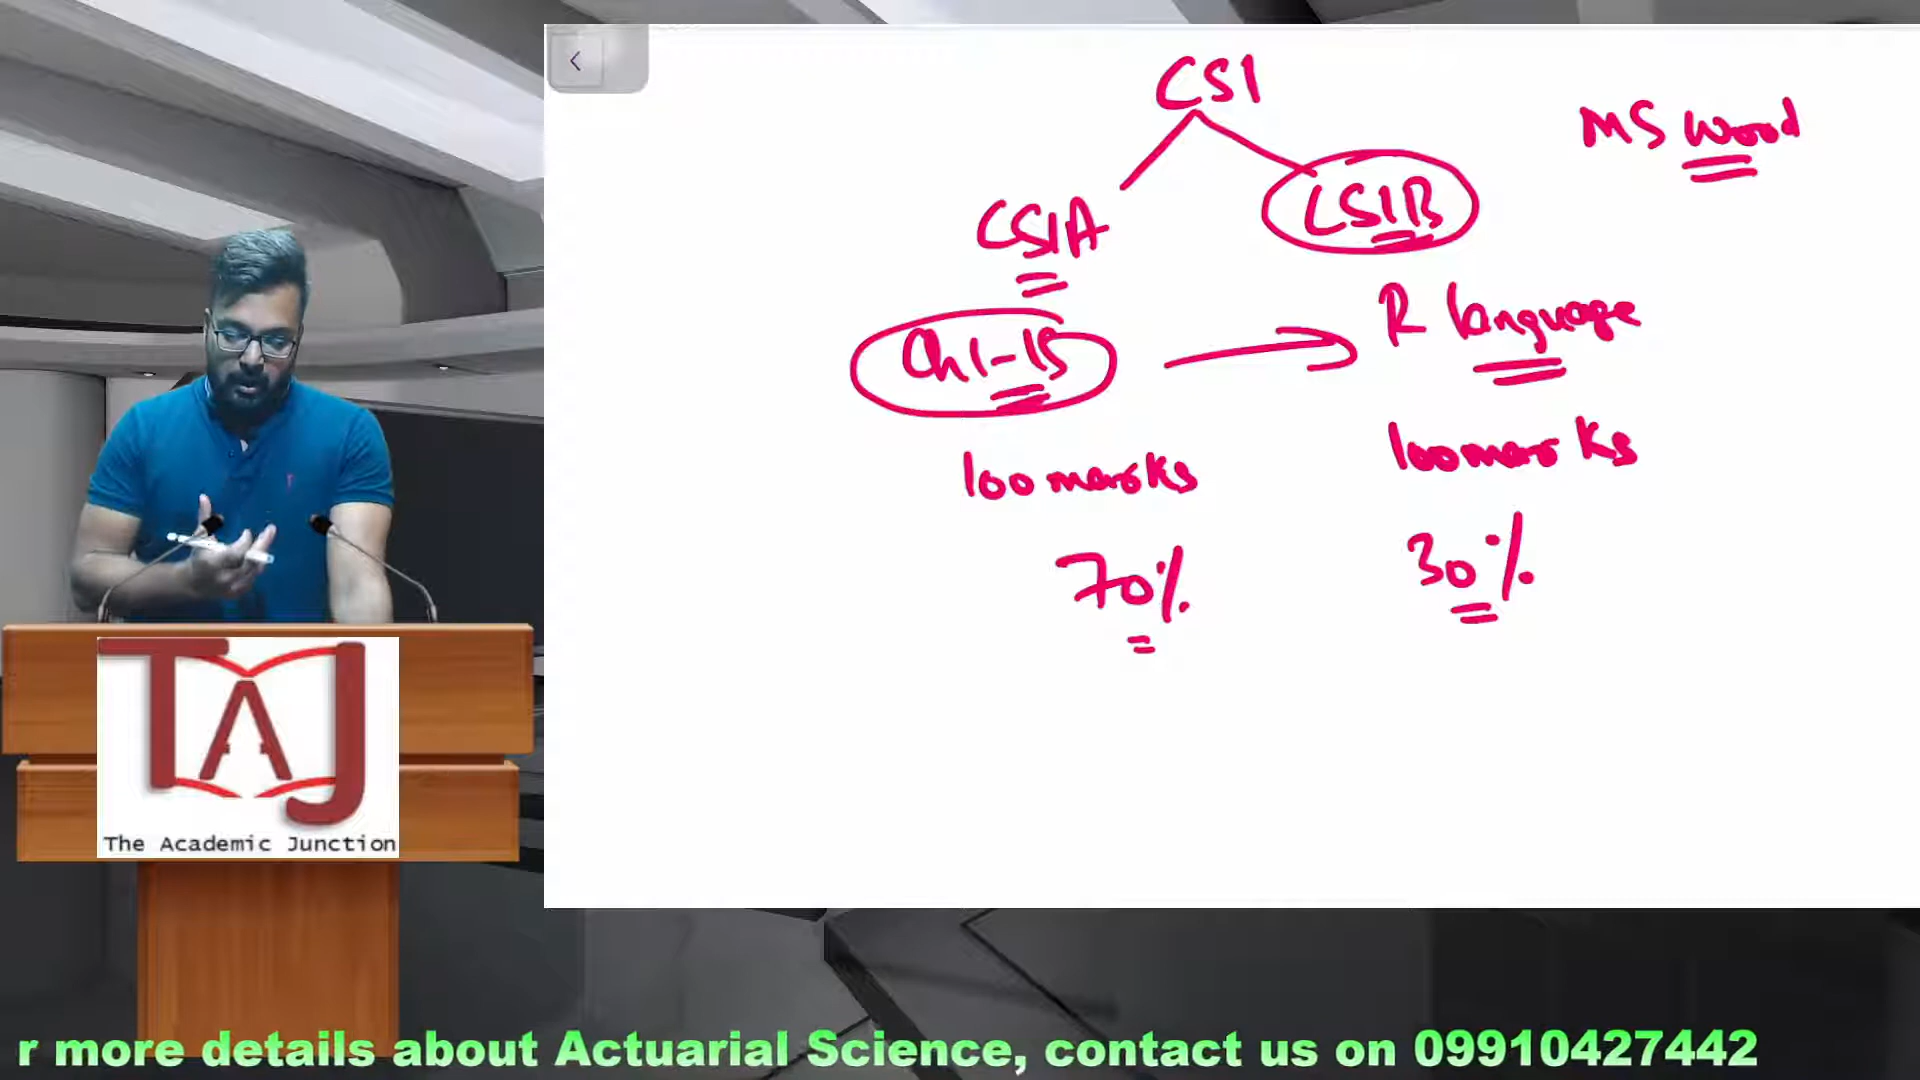 CS1
MS Word
CS1A
CS1B
Ch1-15
R language
100 marks
100 marks
70%
30%
TAJ
The Academic Junction
r more details about Actuarial Science, contact us on 09910427442